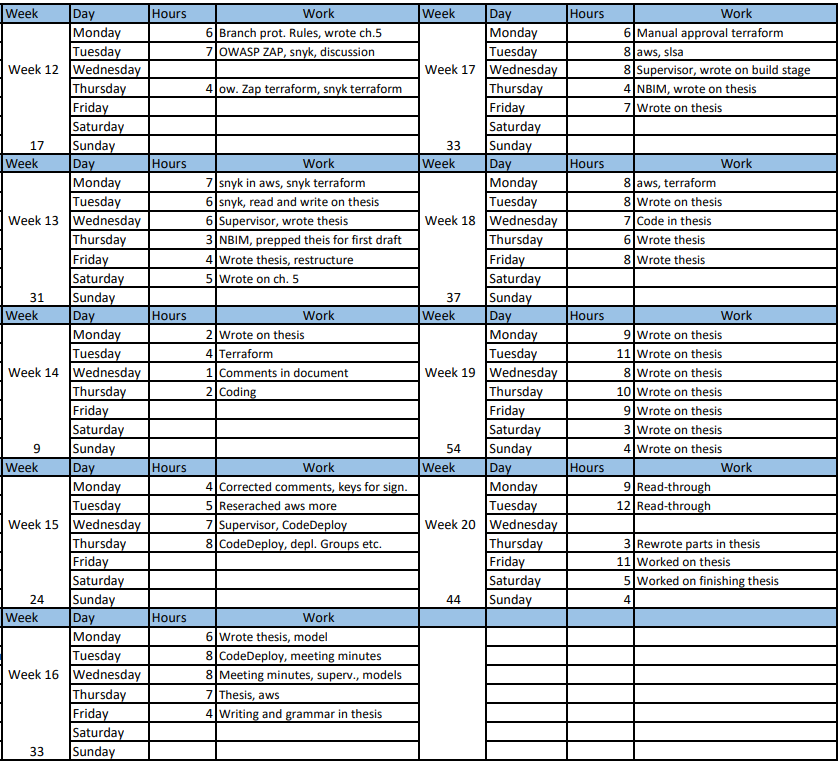 Week Day Hours Work Week Day Hours Work
Monday 6 Branch prot. Rules, wrote ch.5 Monday 6 Manual approval terraform
Tuesday 7 OWASP ZAP, snyk, discussion Tuesday 8 aws, slsa
Week 12 Wednesday Week 17 Wednesday 8 Supervisor, wrote on build stage
Thursday 4 ow. Zap terraform, snyk terraform Thursday 4 NBIM, wrote on thesis
Friday Friday 7 Wrote on thesis
Saturday Saturday
17 Sunday 33 Sunday
Week Day Hours Work Week Day Hours Work
Monday 7 snyk in aws, snyk terraform Monday 8 aws, terraform
Tuesday 6 snyk, read and write on thesis Tuesday 8 Wrote on thesis
Week 13 Wednesday 6 Supervisor, wrote thesis Week 18 Wednesday 7 Code in thesis
Thursday 3 NBIM, prepped theis for first draft Thursday 6 Wrote thesis
Friday 4 Wrote thesis, restructure Friday 8 Wrote thesis
Saturday 5 Wrote on ch. 5 Saturday
31 Sunday 37 Sunday
Week Day Hours Work Week Day Hours Work
Monday 2 Wrote on thesis Monday 9 Wrote on thesis
Tuesday 4 Terraform Tuesday 11 Wrote on thesis
Week 14 Wednesday 1 Comments in document Week 19 Wednesday 8 Wrote on thesis
Thursday 2 Coding Thursday 10 Wrote on thesis
Friday Friday 9 Wrote on thesis
Saturday Saturday 3 Wrote on thesis
9 Sunday 54 Sunday 4 Wrote on thesis
Week Day Hours Work Week Day Hours Work
Monday 4 Corrected comments, keys for sign. Monday 9 Read-through
Tuesday 5 Reserached aws more Tuesday 12 Read-through
Week 15 Wednesday 7 Supervisor, CodeDeploy Week 20 Wednesday
Thursday 8 CodeDeploy, depl. Groups etc. Thursday 3 Rewrote parts in thesis
Friday Friday 11 Worked on thesis
Saturday Saturday 5 Worked on finishing thesis
24 Sunday 44 Sunday 4
Week Day Hours Work
Monday 6 Wrote thesis, model
Tuesday 8 CodeDeploy, meeting minutes
Week 16 Wednesday 8 Meeting minutes, superv., models
Thursday 7 Thesis, aws
Friday 4 Writing and grammar in thesis
Saturday
33 Sunday